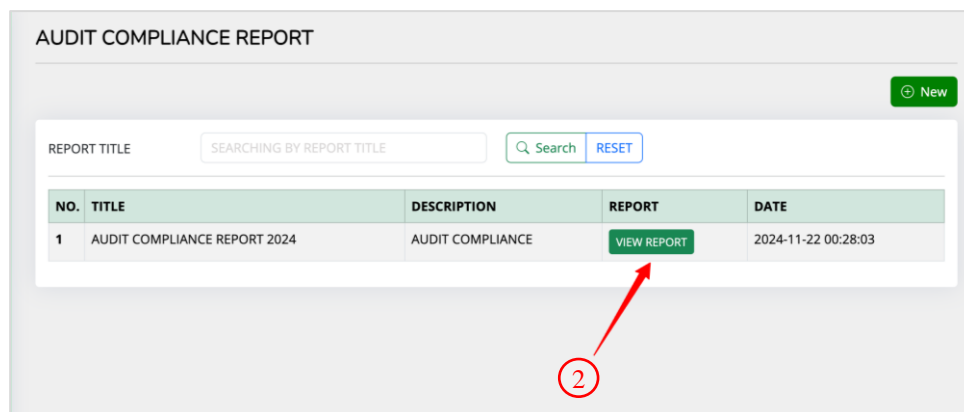 AUDIT COMPLIANCE REPORT
New
REPORT TITLE SEARCHING BY REPORT TITLE Search RESET
NO. TITLE DESCRIPTION REPORT DATE
1 AUDIT COMPLIANCE REPORT 2024 AUDIT COMPLIANCE VIEW REPORT 2024-11-22 00:28:03
2